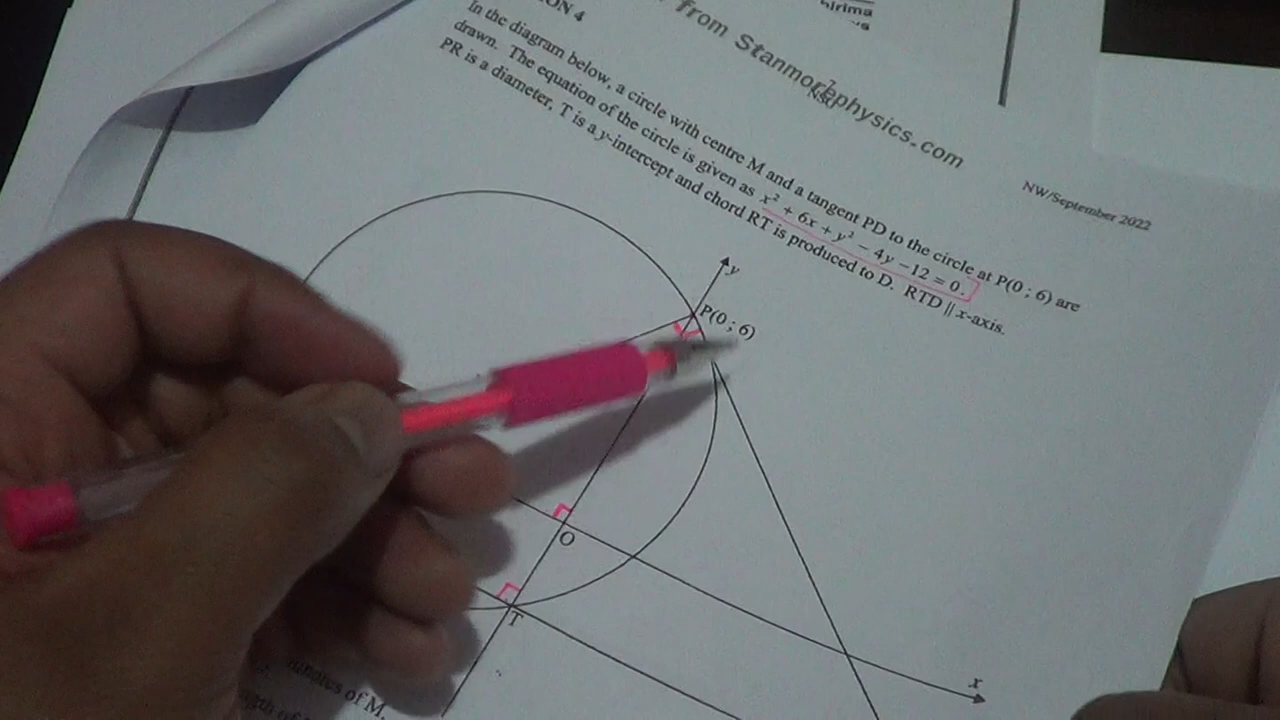 ON 4
from Stanmorephysics.com
NSC
NW/September 2022
In the diagram below, a circle with centre M and a tangent PD to the circle at P(0 ; 6) are
drawn. The equation of the circle is given as x² + 6x + y² − 4y − 12 = 0.
PR is a diameter, T is a y-intercept and chord RT is produced to D. RTD || x-axis.
y
P(0 ; 6)
O
T
x
of M.